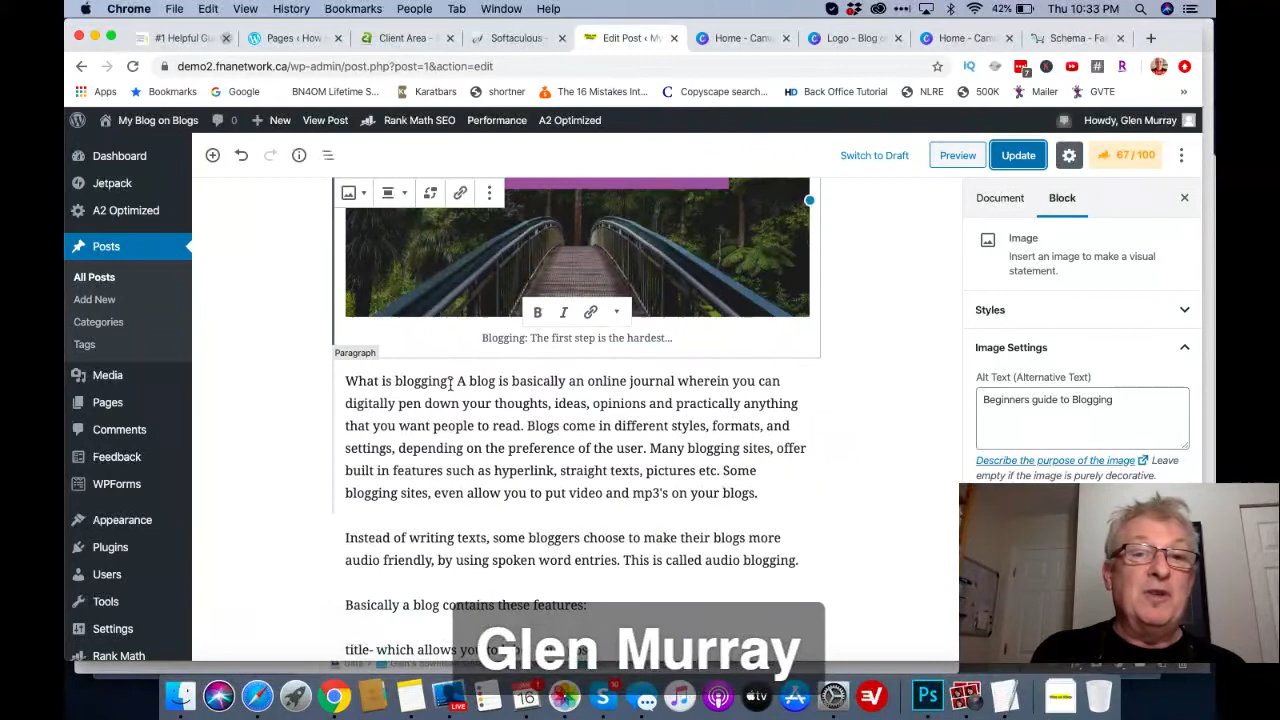 Chrome File Edit View History Bookmarks People Tab Window Help 42% Thu 10:33 PM
#1 Helpful Gu Pages ‹ How Client Area - Softaculous - Edit Post ‹ My Home - Can Logo - Blog o Home - Can Schema - Fa
demo2.fnanetwork.ca/wp-admin/post.php?post=1&action=edit
Apps Bookmarks Google BN4OM Lifetime S... Karatbars shortner The 16 Mistakes Int... Copyscape search... Back Office Tutorial NLRE 500K Mailer GVTE »
My Blog on Blogs 0 New View Post Rank Math SEO Performance A2 Optimized Howdy, Glen Murray
Dashboard
Jetpack
A2 Optimized
Posts
All Posts
Add New
Categories
Tags
Media
Pages
Comments
Feedback
WPForms
Appearance
Plugins
Users
Tools
Settings
Rank Math
Switch to Draft Preview Update 67 / 100
B I
Blogging: The first step is the hardest...
Paragraph
What is blogging? A blog is basically an online journal wherein you can
digitally pen down your thoughts, ideas, opinions and practically anything
that you want people to read. Blogs come in different styles, formats, and
settings, depending on the preference of the user. Many blogging sites, offer
built in features such as hyperlink, straight texts, pictures etc. Some
blogging sites, even allow you to put video and mp3's on your blogs.
Instead of writing texts, some bloggers choose to make their blogs more
audio friendly, by using spoken word entries. This is called audio blogging.
Basically a blog contains these features:
title- which allows you to
Document Block
Image
Insert an image to make a visual
statement.
Styles
Image Settings
Alt Text (Alternative Text)
Beginners guide to Blogging
Describe the purpose of the image Leave
empty if the image is purely decorative.
Glen Murray
LIVE
tv
Ps